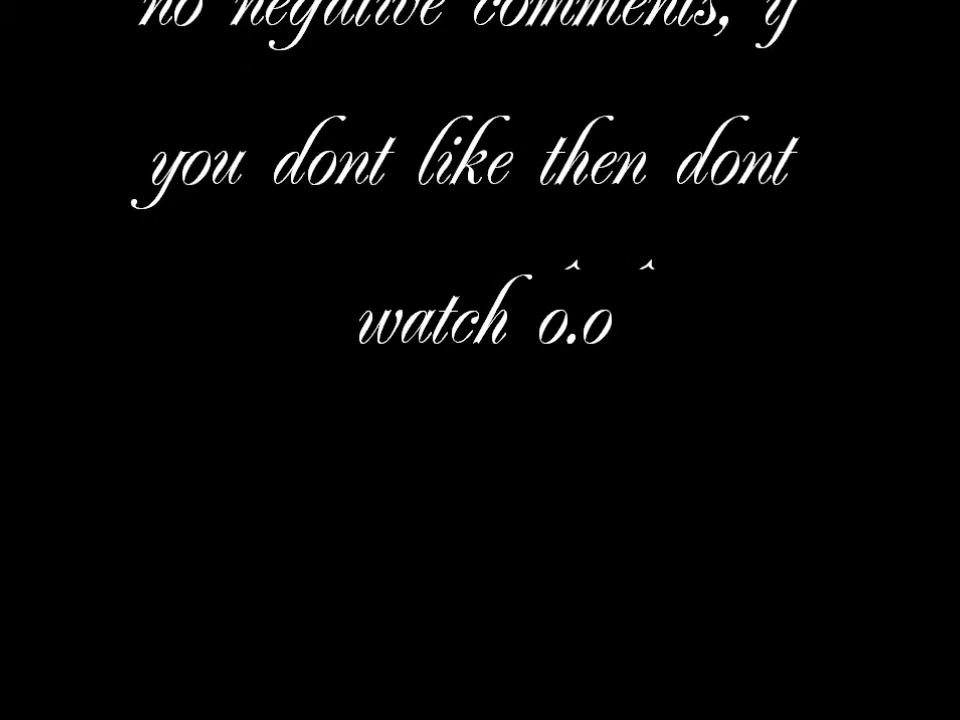 no negative comments, if
you dont like then dont
watch o^.o^